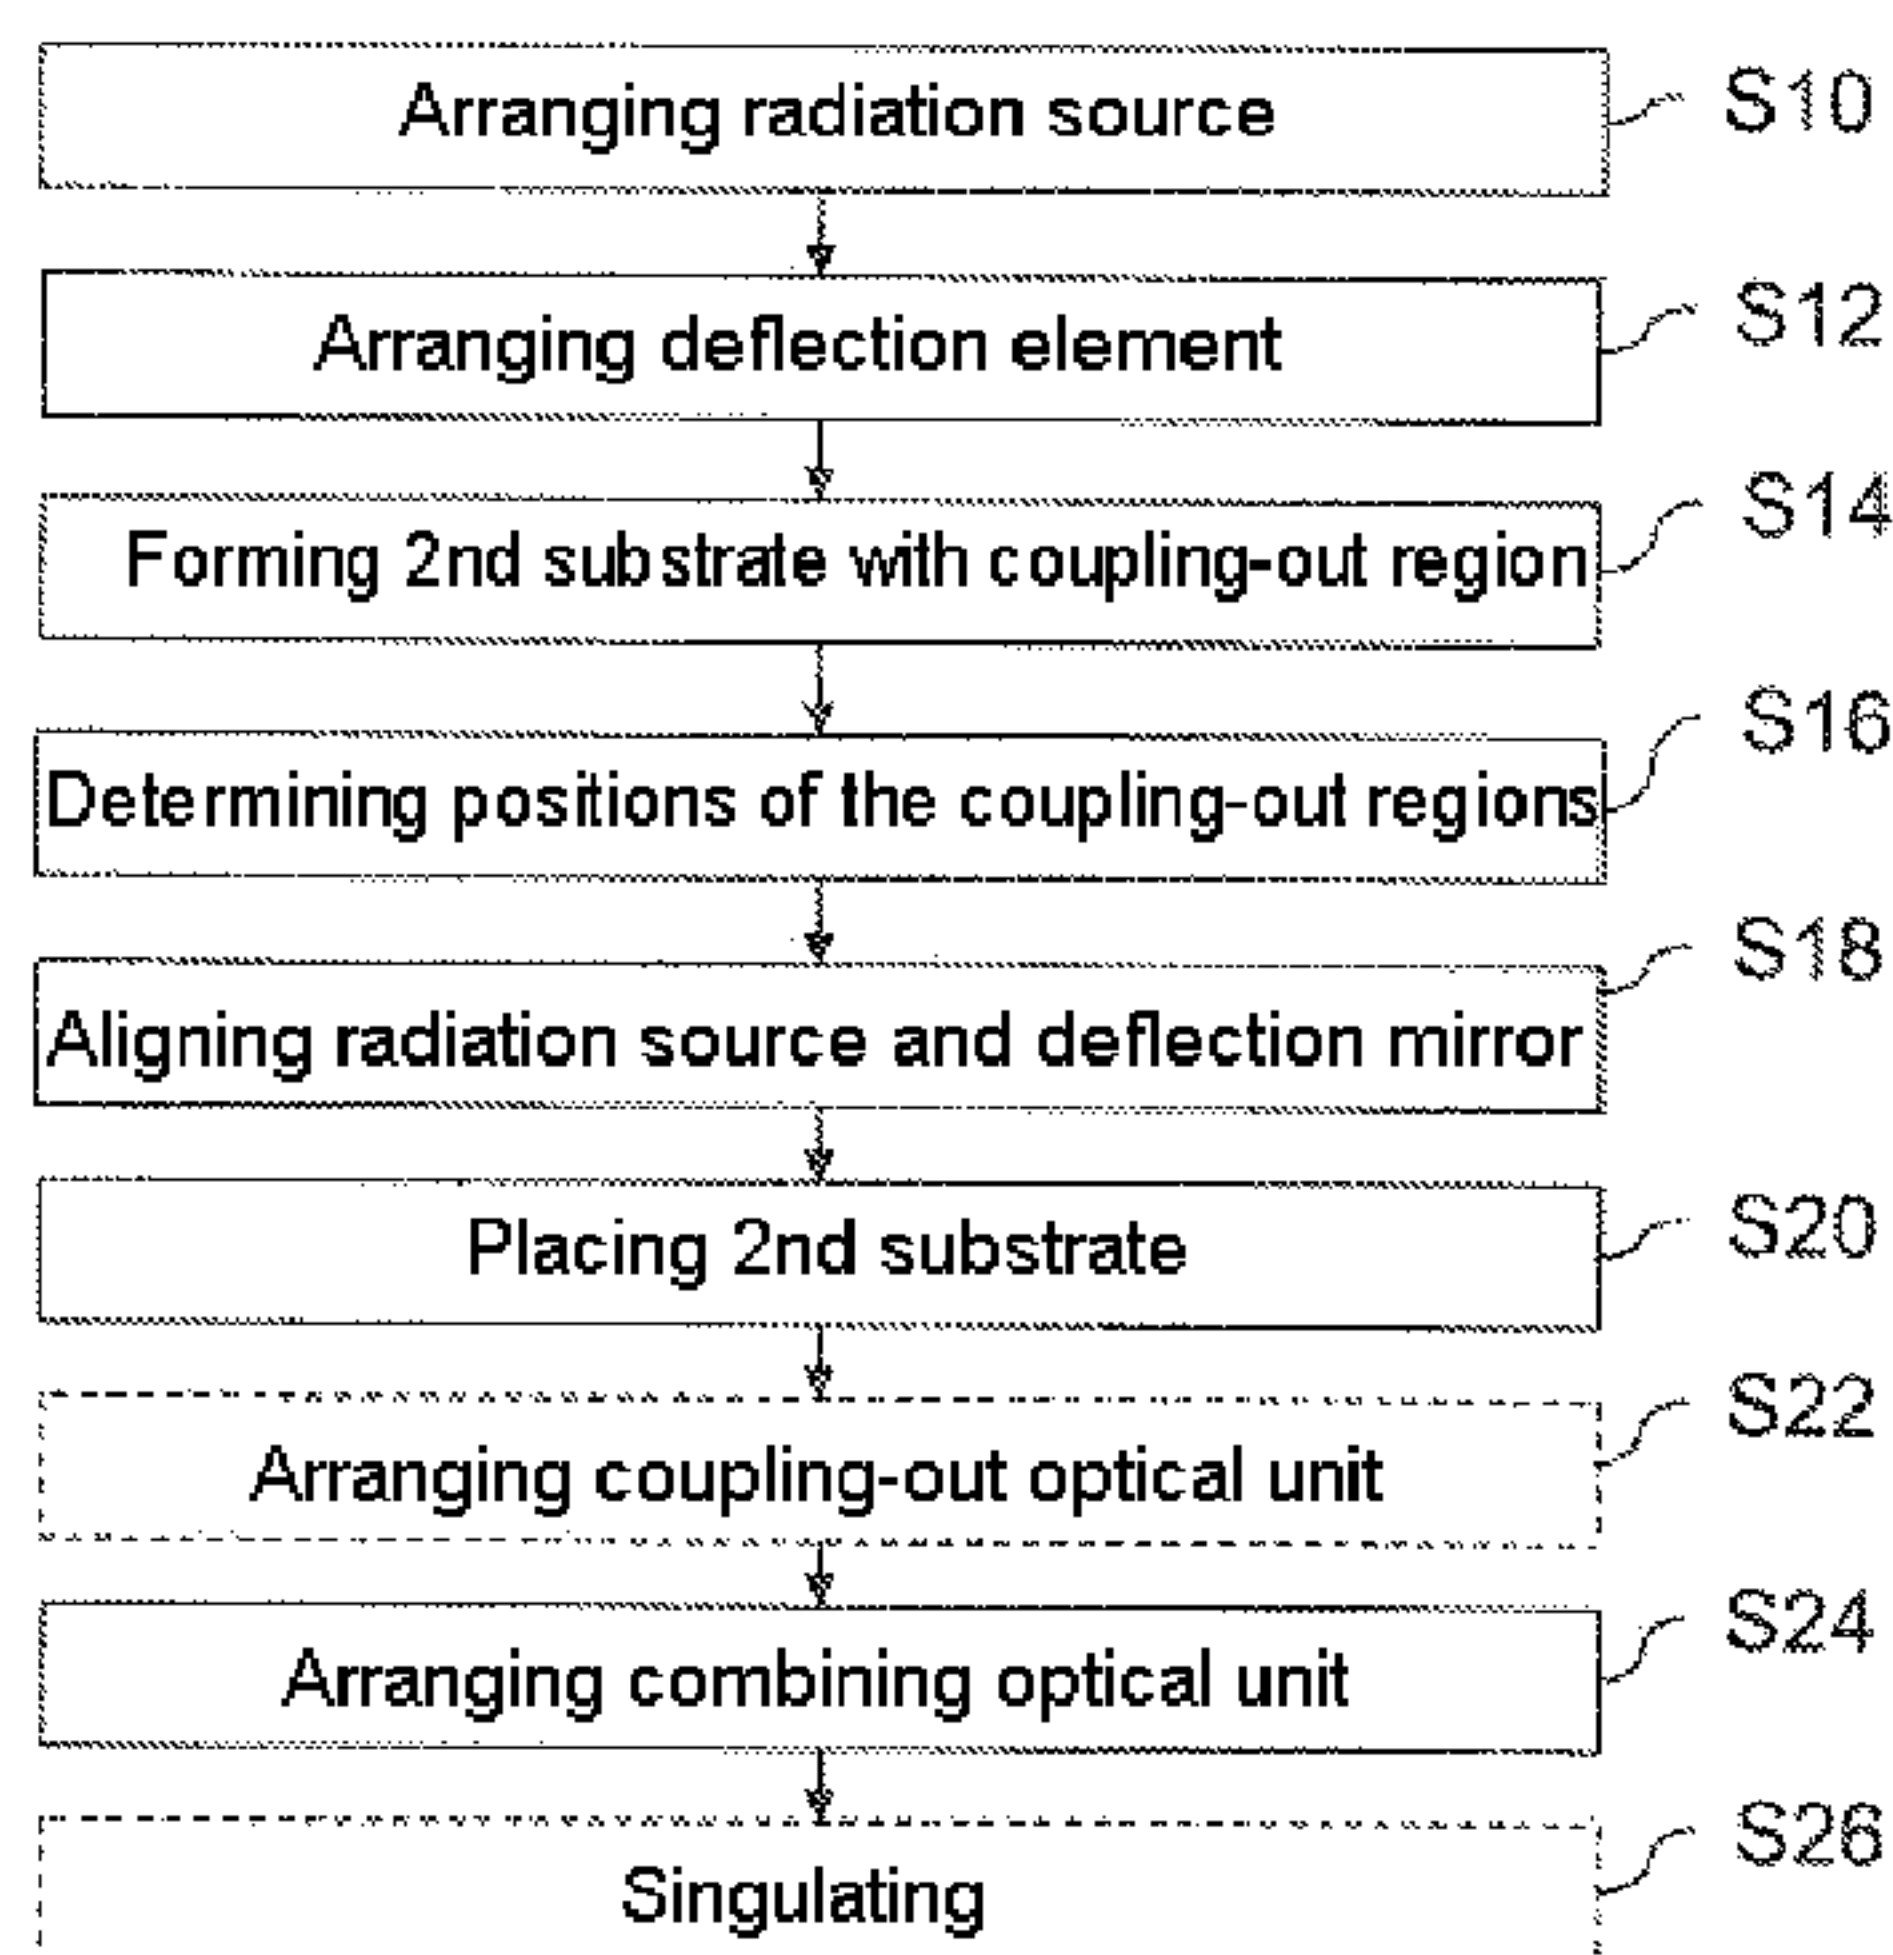 Arranging radiation source S10
Arranging deflection element S12
Forming 2nd substrate with coupling-out region S14
Determining positions of the coupling-out regions S16
Aligning radiation source and deflection mirror S18
Placing 2nd substrate S20
Arranging coupling-out optical unit S22
Arranging combining optical unit S24
Singulating S26